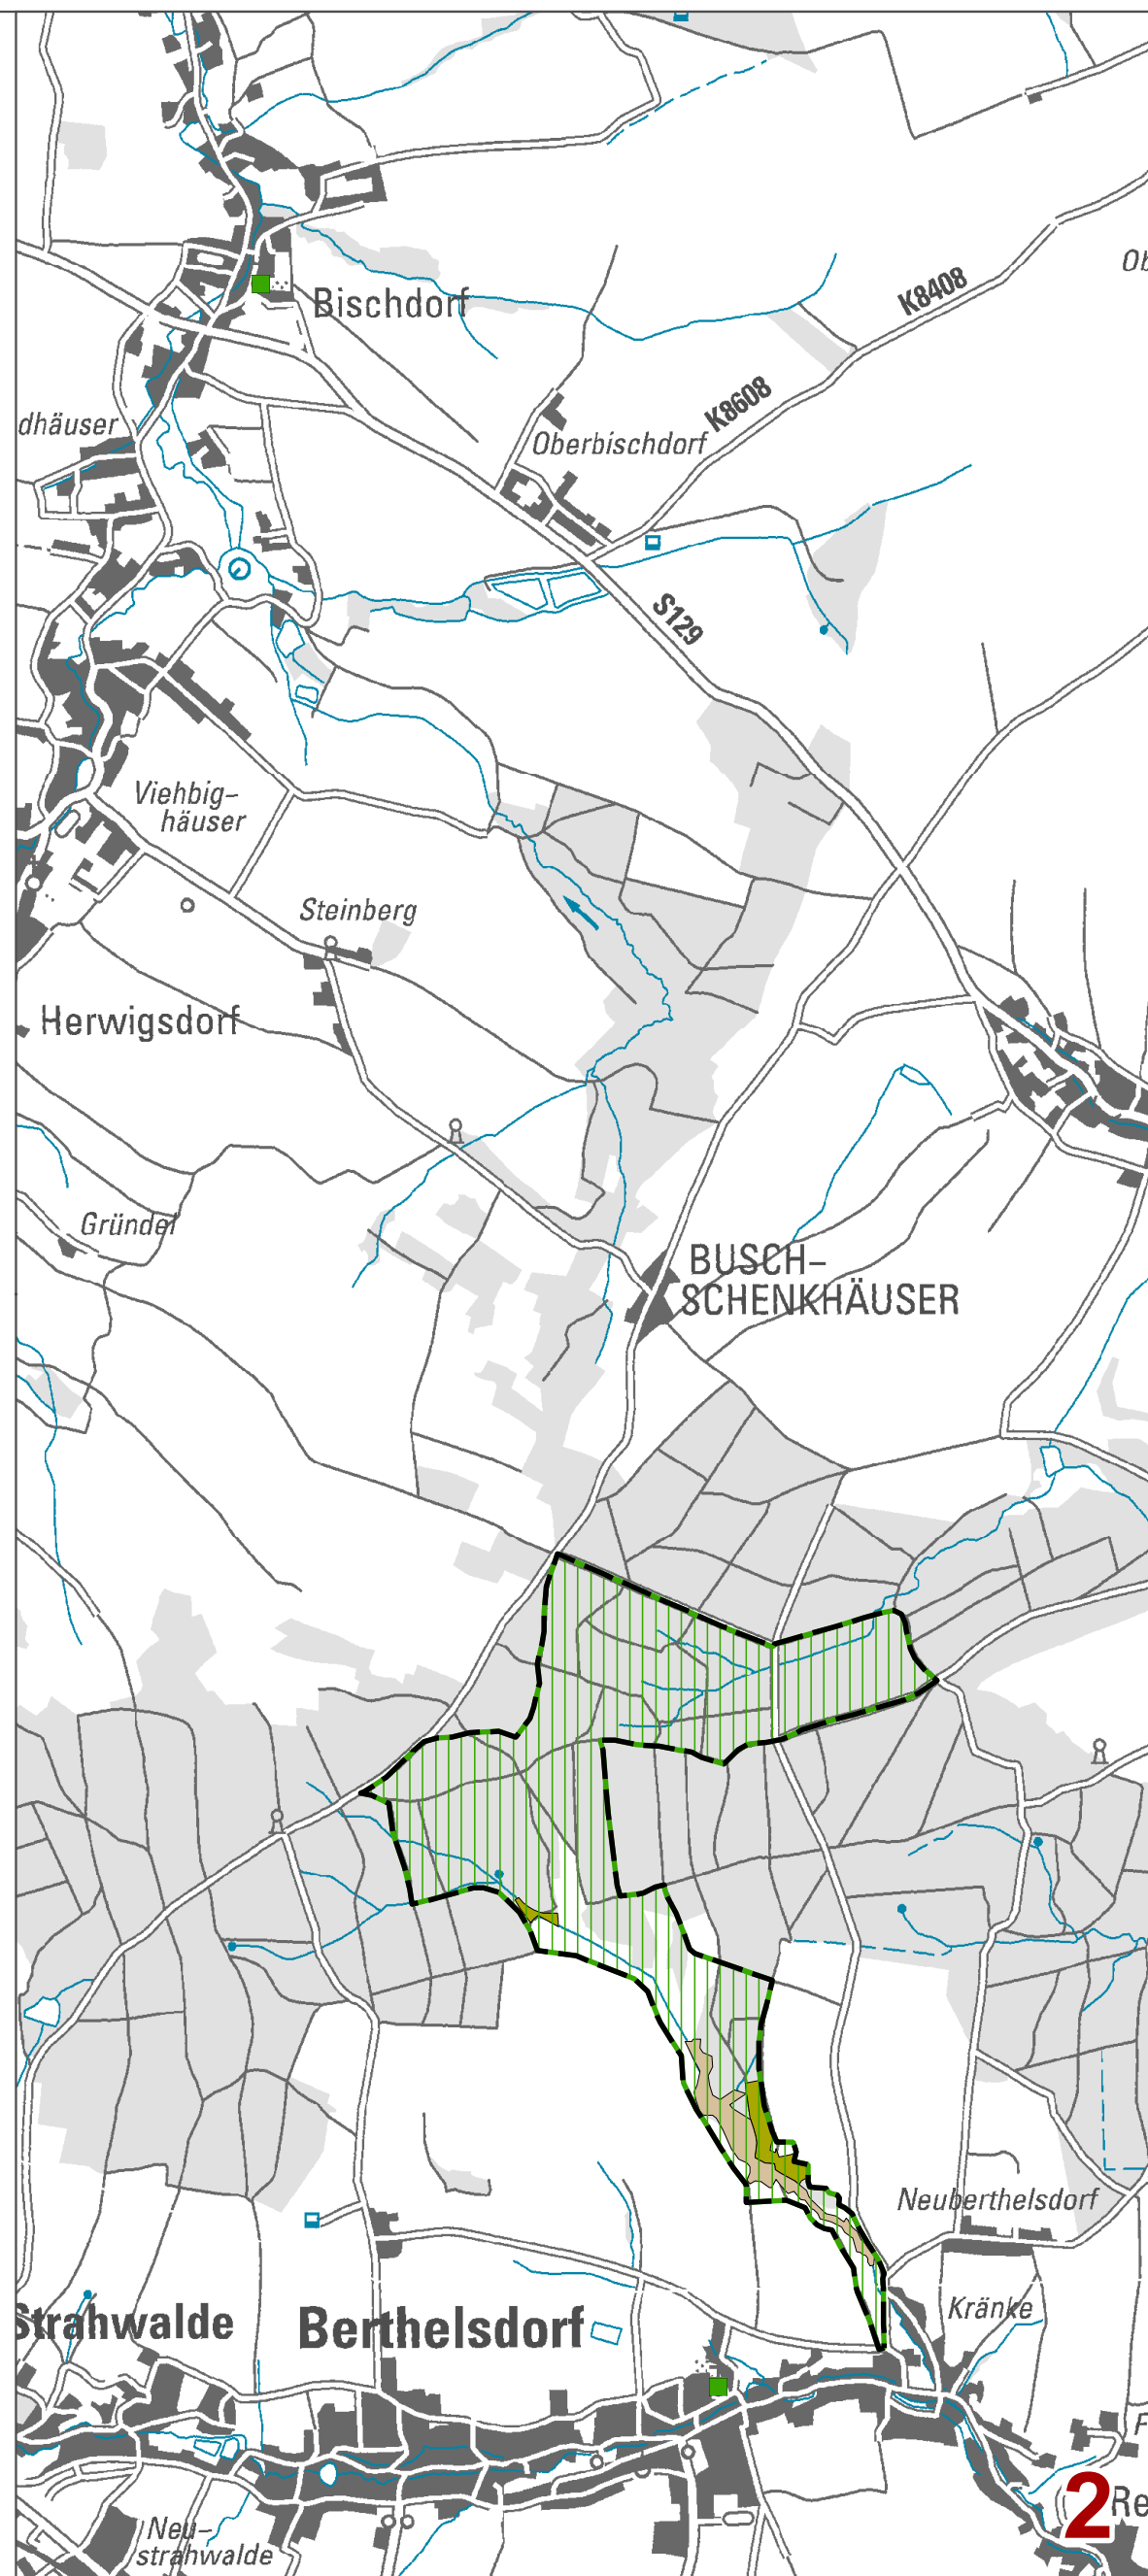 Ob
K8408
Bischdorf
K8608
dhäuser
Oberbischdorf
S129
Viehbig-
häuser
Steinberg
Herwigsdorf
Gründel
BUSCH-
SCHENKHÄUSER
Neuberthelsdorf
Strahwalde
Berthelsdorf
Kränke
F
2
Re
Neu-
strahwalde